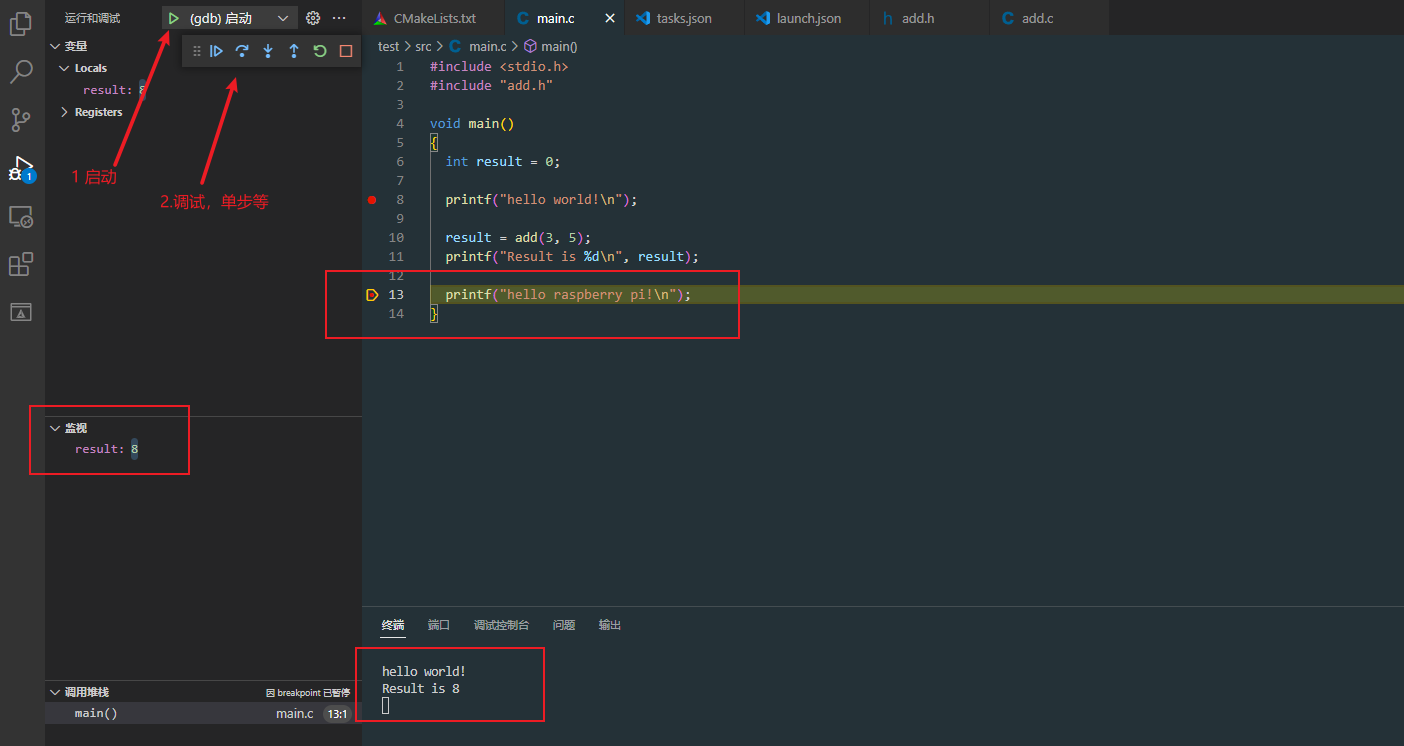 运行和调试
(gdb) 启动
变量
Locals
result: 8
Registers
1 启动
2.调试，单步等
监视
result: 8
调用堆栈
因 breakpoint 已暂停
main()
main.c
13:1
1
CMakeLists.txt
main.c
tasks.json
launch.json
add.h
add.c
test > src > C main.c > main()
1 #include <stdio.h>
2 #include "add.h"
3
4 void main()
5 {
6 int result = 0;
7
8 printf("hello world!\n");
9
10 result = add(3, 5);
11 printf("Result is %d\n", result);
12
13 printf("hello raspberry pi!\n");
14 }
终端
端口
调试控制台
问题
输出
hello world!
Result is 8